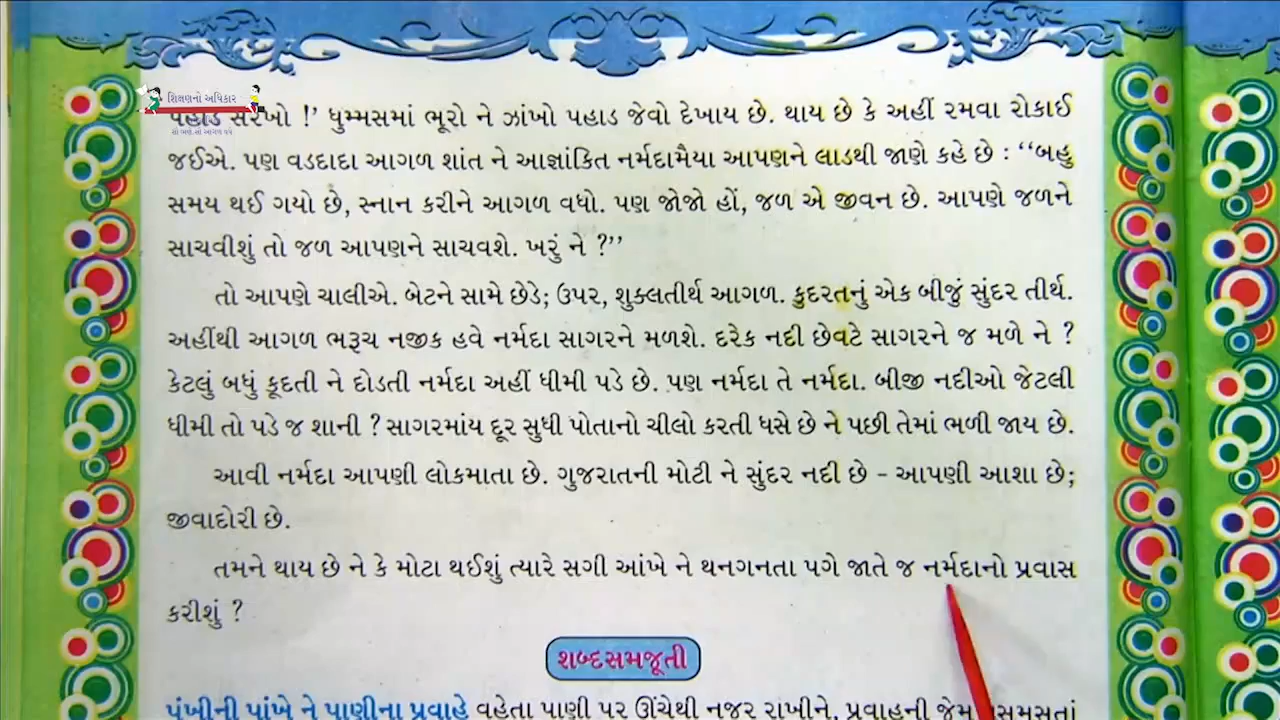 શિક્ષણનો અધિકાર
સૌ ભણે સૌ આગળ વધે
પહાડ સરખો !’ ધુમ્મસમાં ભૂરો ને ઝાંખો પહાડ જેવો દેખાય છે. થાય છે કે અહીં રમવા રોકાઈ
જઈએ. પણ વડદાદા આગળ શાંત ને આજ્ઞાંકિત નર્મદામૈયા આપણને લાડથી જાણે કહે છે : ‘‘બહુ
સમય થઈ ગયો છે, સ્નાન કરીને આગળ વધો. પણ જોજો હોં, જળ એ જીવન છે. આપણે જળને
સાચવીશું તો જળ આપણને સાચવશે. ખરું ને ?’’
તો આપણે ચાલીએ. બેટને સામે છેડે; ઉપર, શુક્લતીર્થ આગળ. કુદરતનું એક બીજું સુંદર તીર્થ.
અહીંથી આગળ ભરૂચ નજીક હવે નર્મદા સાગરને મળશે. દરેક નદી છેવટે સાગરને જ મળે ને ?
કેટલું બધું કૂદતી ને દોડતી નર્મદા અહીં ધીમી પડે છે. પણ નર્મદા તે નર્મદા. બીજી નદીઓ જેટલી
ધીમી તો પડે જ શાની ? સાગરમાંય દૂર સુધી પોતાનો ચીલો કરતી ધસે છે ને પછી તેમાં ભળી જાય છે.
આવી નર્મદા આપણી લોકમાતા છે. ગુજરાતની મોટી ને સુંદર નદી છે - આપણી આશા છે;
જીવાદોરી છે.
તમને થાય છે ને કે મોટા થઈશું ત્યારે સગી આંખે ને થનગનતા પગે જાતે જ નર્મદાનો પ્રવાસ
કરીશું ?
શબ્દસમજૂતી
પંખીની પાંખે ને પાણીના પ્રવાહે વહેતા પાણી પર ઊંચેથી નજર રાખીને, પ્રવાહની જેમ